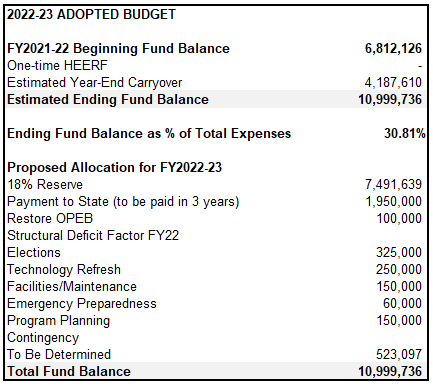 2022-23 ADOPTED BUDGET
FY2021-22 Beginning Fund Balance 6,812,126
One-time HEERF -
Estimated Year-End Carryover 4,187,610
Estimated Ending Fund Balance 10,999,736
Ending Fund Balance as % of Total Expenses 30.81%
Proposed Allocation for FY2022-23
18% Reserve 7,491,639
Payment to State (to be paid in 3 years) 1,950,000
Restore OPEB 100,000
Structural Deficit Factor FY22
Elections 325,000
Technology Refresh 250,000
Facilities/Maintenance 150,000
Emergency Preparedness 60,000
Program Planning 150,000
Contingency
To Be Determined 523,097
Total Fund Balance 10,999,736